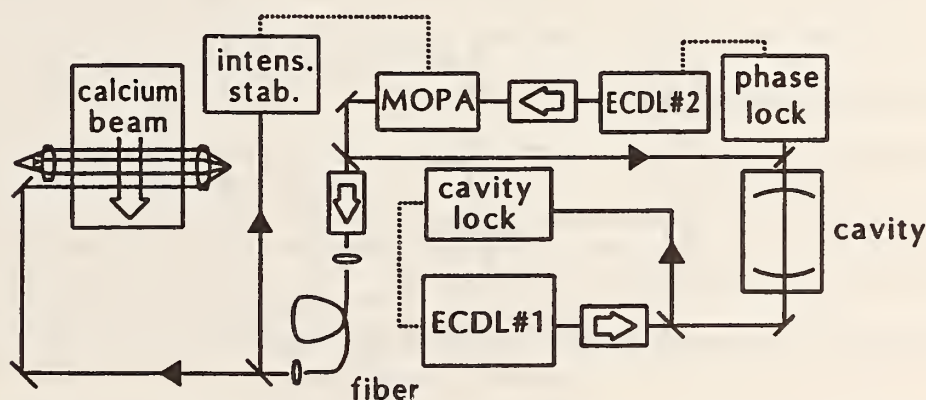 intens.
stab.
calcium
beam
MOPA
ECDL#2
phase
lock
cavity
lock
cavity
ECDL#1
fiber